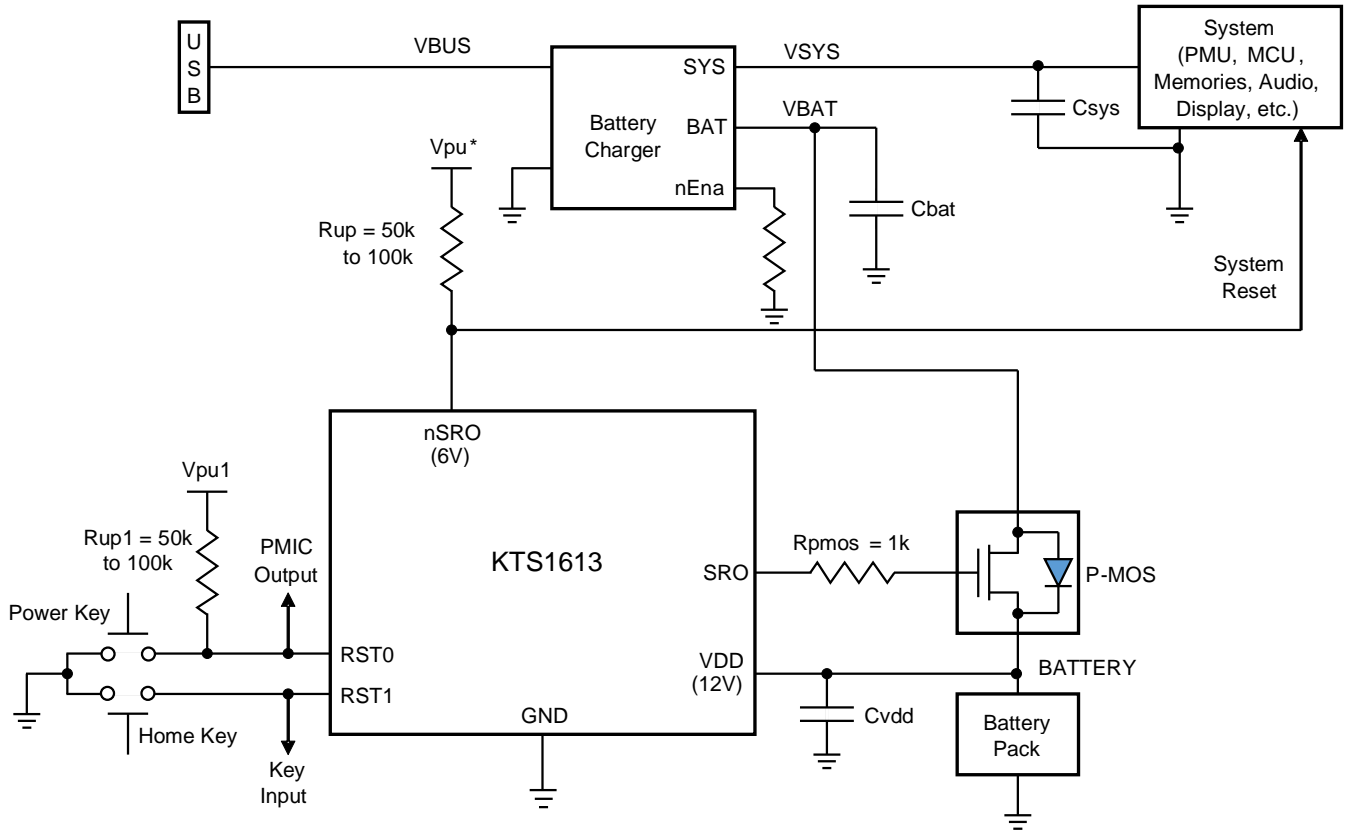 U
S
B
VBUS
SYS
VSYS
System
(PMU, MCU,
Memories, Audio,
Display, etc.)
Csys
Battery
Charger
BAT
VBAT
nEna
Cbat
Vpu*
Rup = 50k
to 100k
System
Reset
nSRO
(6V)
Vpu1
Rup1 = 50k
to 100k
PMIC
Output
KTS1613
SRO
Rpmos = 1k
P-MOS
Power Key
RST0
RST1
VDD
(12V)
BATTERY
GND
Cvdd
Battery
Pack
Home Key
Key
Input